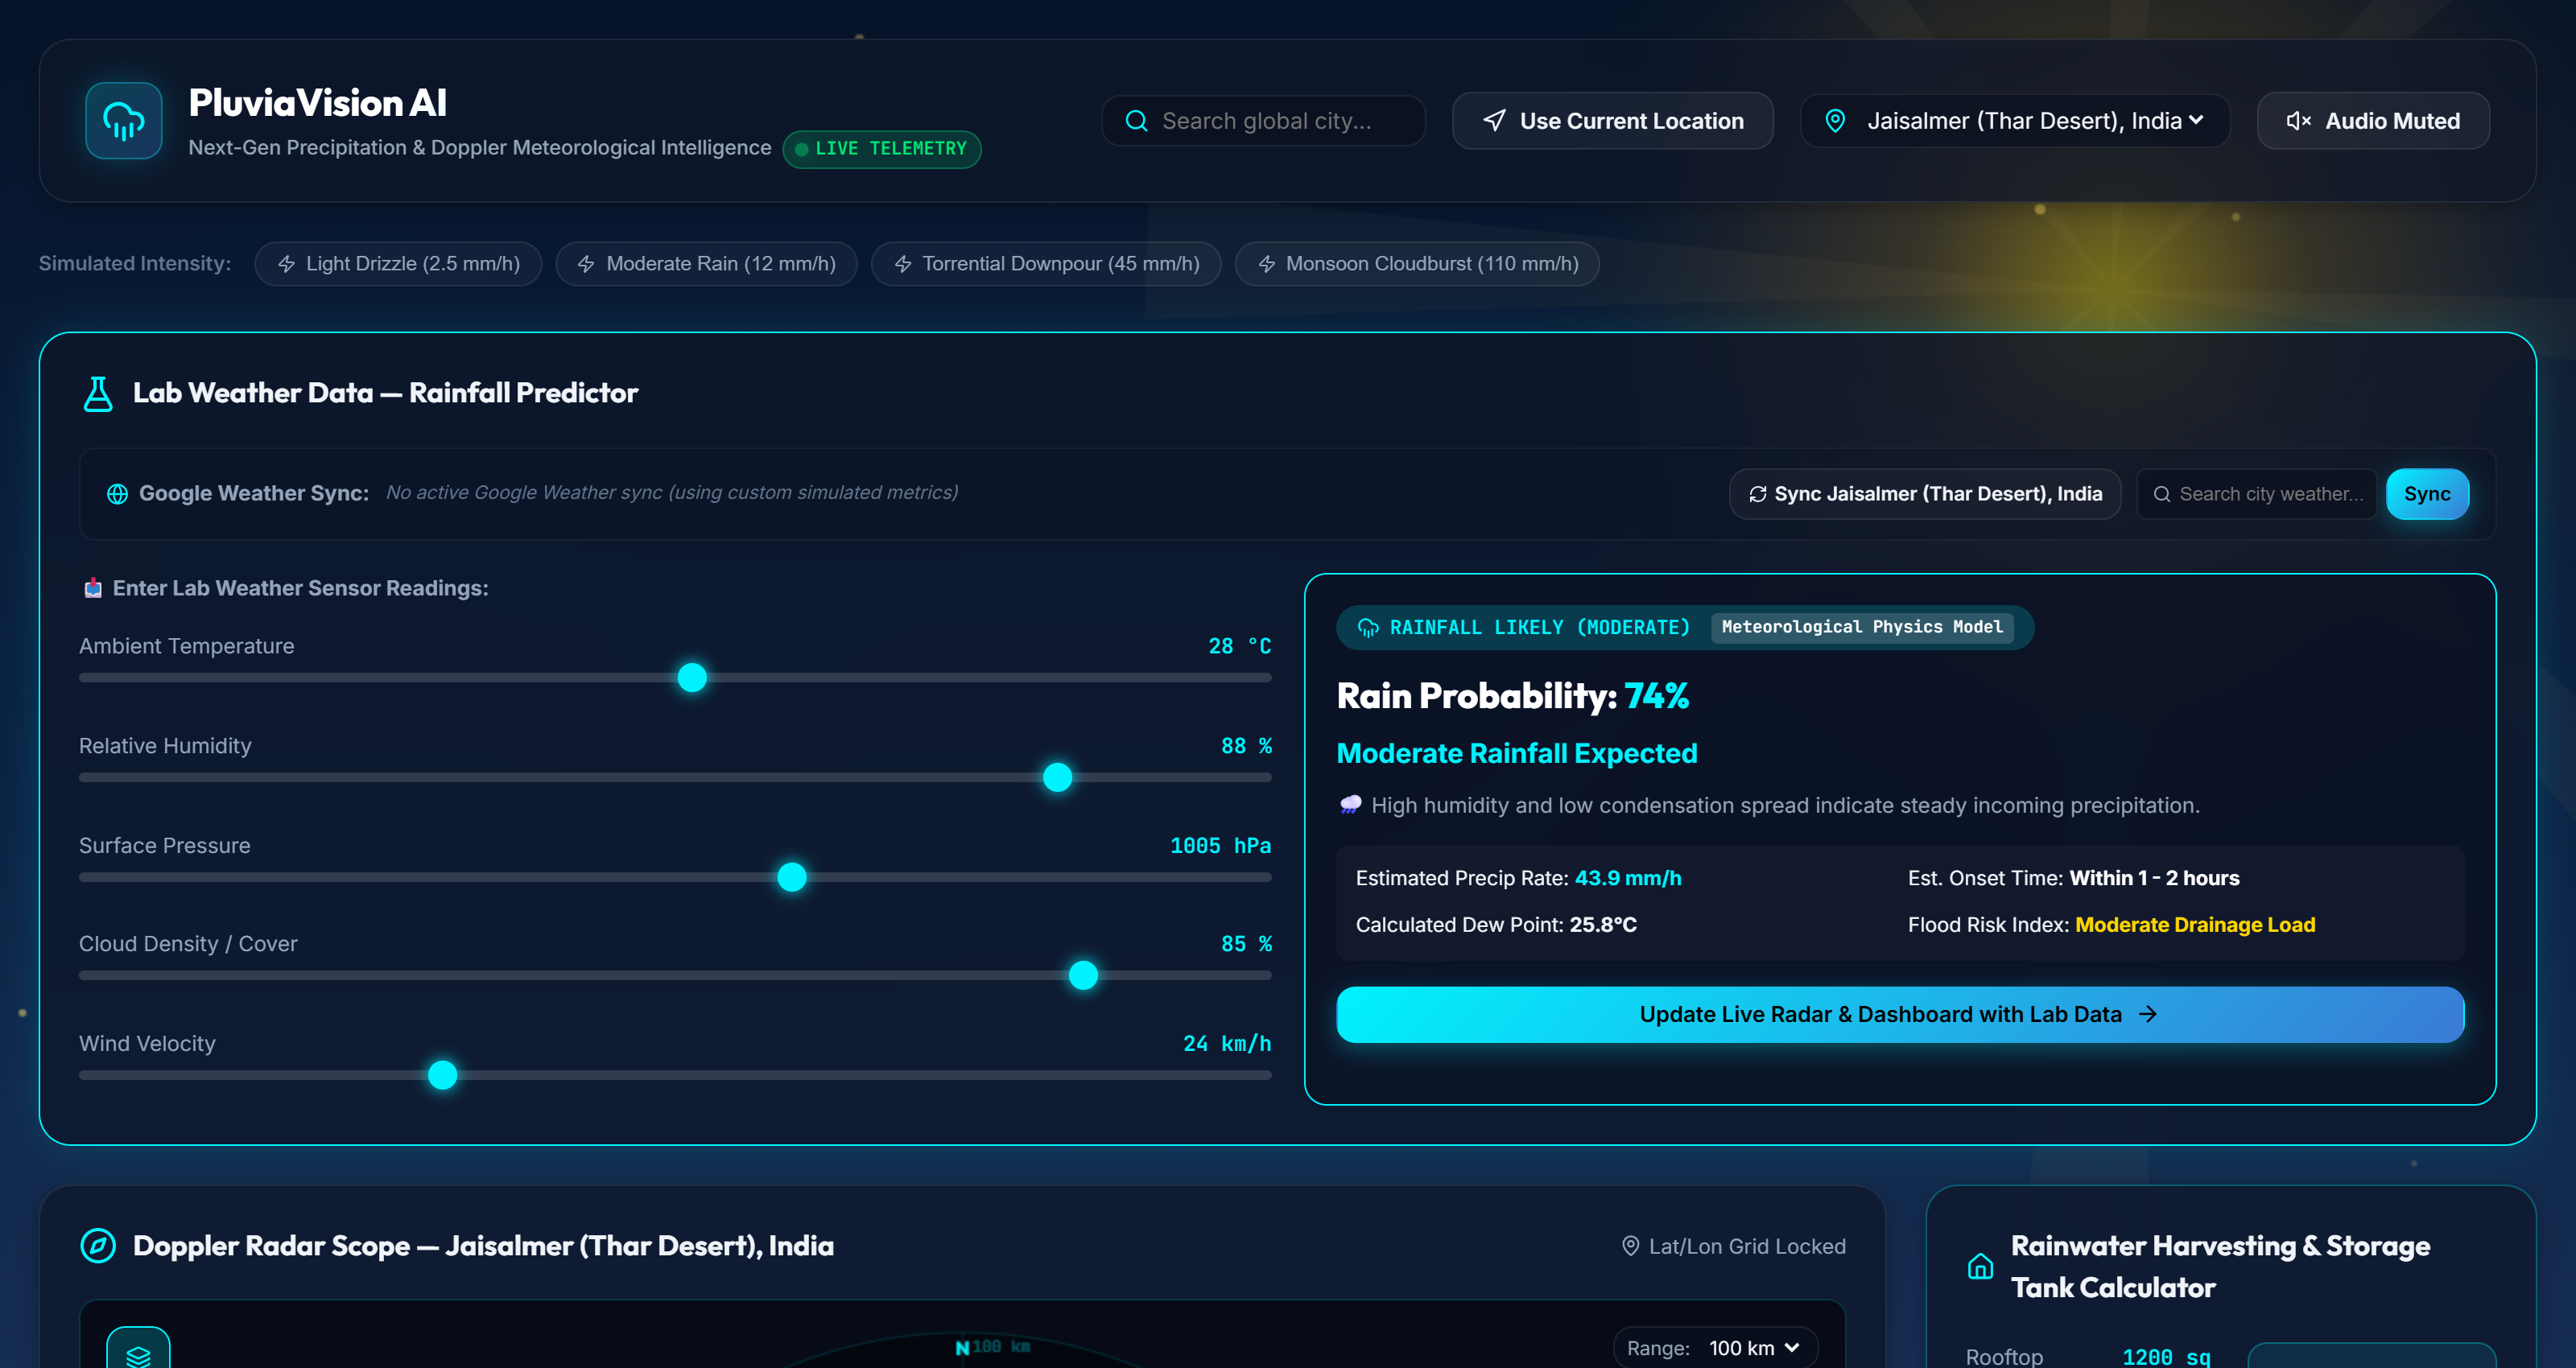 PluviaVision AI
Next-Gen Precipitation & Doppler Meteorological Intelligence
LIVE TELEMETRY
Search global city...
Use Current Location
Jaisalmer (Thar Desert), India
Audio Muted
Simulated Intensity:
Light Drizzle (2.5 mm/h)
Moderate Rain (12 mm/h)
Torrential Downpour (45 mm/h)
Monsoon Cloudburst (110 mm/h)
Lab Weather Data — Rainfall Predictor
Google Weather Sync: No active Google Weather sync (using custom simulated metrics)
Sync Jaisalmer (Thar Desert), India
Search city weather...
Sync
Enter Lab Weather Sensor Readings:
Ambient Temperature 28 °C
Relative Humidity 88 %
Surface Pressure 1005 hPa
Cloud Density / Cover 85 %
Wind Velocity 24 km/h
RAINFALL LIKELY (MODERATE) Meteorological Physics Model
Rain Probability: 74%
Moderate Rainfall Expected
High humidity and low condensation spread indicate steady incoming precipitation.
Estimated Precip Rate: 43.9 mm/h
Est. Onset Time: Within 1 - 2 hours
Calculated Dew Point: 25.8°C
Flood Risk Index: Moderate Drainage Load
Update Live Radar & Dashboard with Lab Data →
Doppler Radar Scope — Jaisalmer (Thar Desert), India
Lat/Lon Grid Locked
N 100 km
Range: 100 km
Rainwater Harvesting & Storage
Tank Calculator
Rooftop 1200 sq